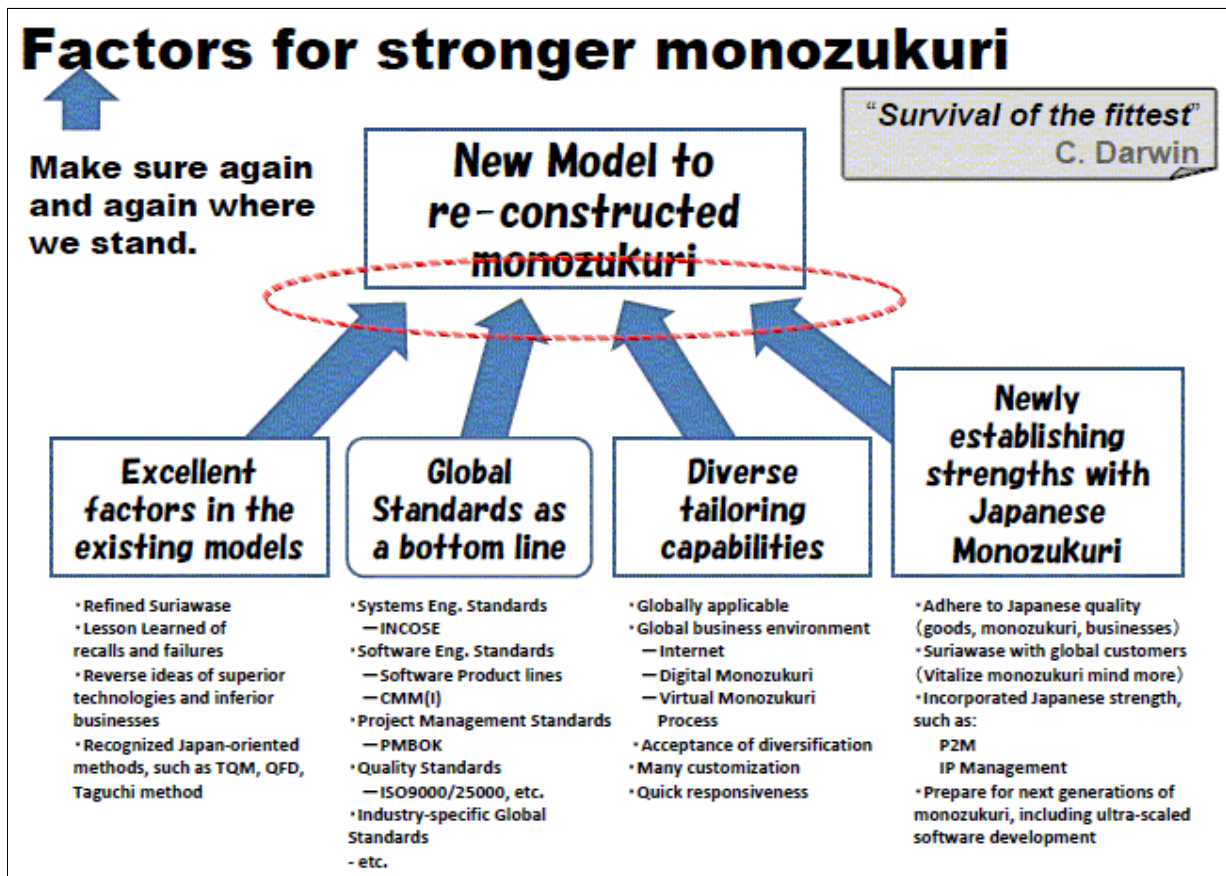 Factors for stronger monozukuri
Make sure again
and again where
we stand.
“Survival of the fittest”
C. Darwin
New Model to
re-constructed
monozukuri
Excellent
factors in the
existing models
・Refined Suriawase
・Lesson Learned of
recalls and failures
・Reverse ideas of superior
technologies and inferior
businesses
・Recognized Japan-oriented
methods, such as TQM, QFD,
Taguchi method
Global
Standards as
a bottom line
・Systems Eng. Standards
—INCOSE
・Software Eng. Standards
—Software Product lines
—CMM(I)
・Project Management Standards
—PMBOK
・Quality Standards
—ISO9000/25000, etc.
・Industry-specific Global
Standards
- etc.
Diverse
tailoring
capabilities
・Globally applicable
・Global business environment
— Internet
— Digital Monozukuri
— Virtual Monozukuri
Process
・Acceptance of diversification
・Many customization
・Quick responsiveness
Newly
establishing
strengths with
Japanese
Monozukuri
・Adhere to Japanese quality
（goods, monozukuri, businesses）
・Suriawase with global customers
（Vitalize monozukuri mind more）
・Incorporated Japanese strength,
such as:
P2M
IP Management
・Prepare for next generations of
monozukuri, including ultra-scaled
software development